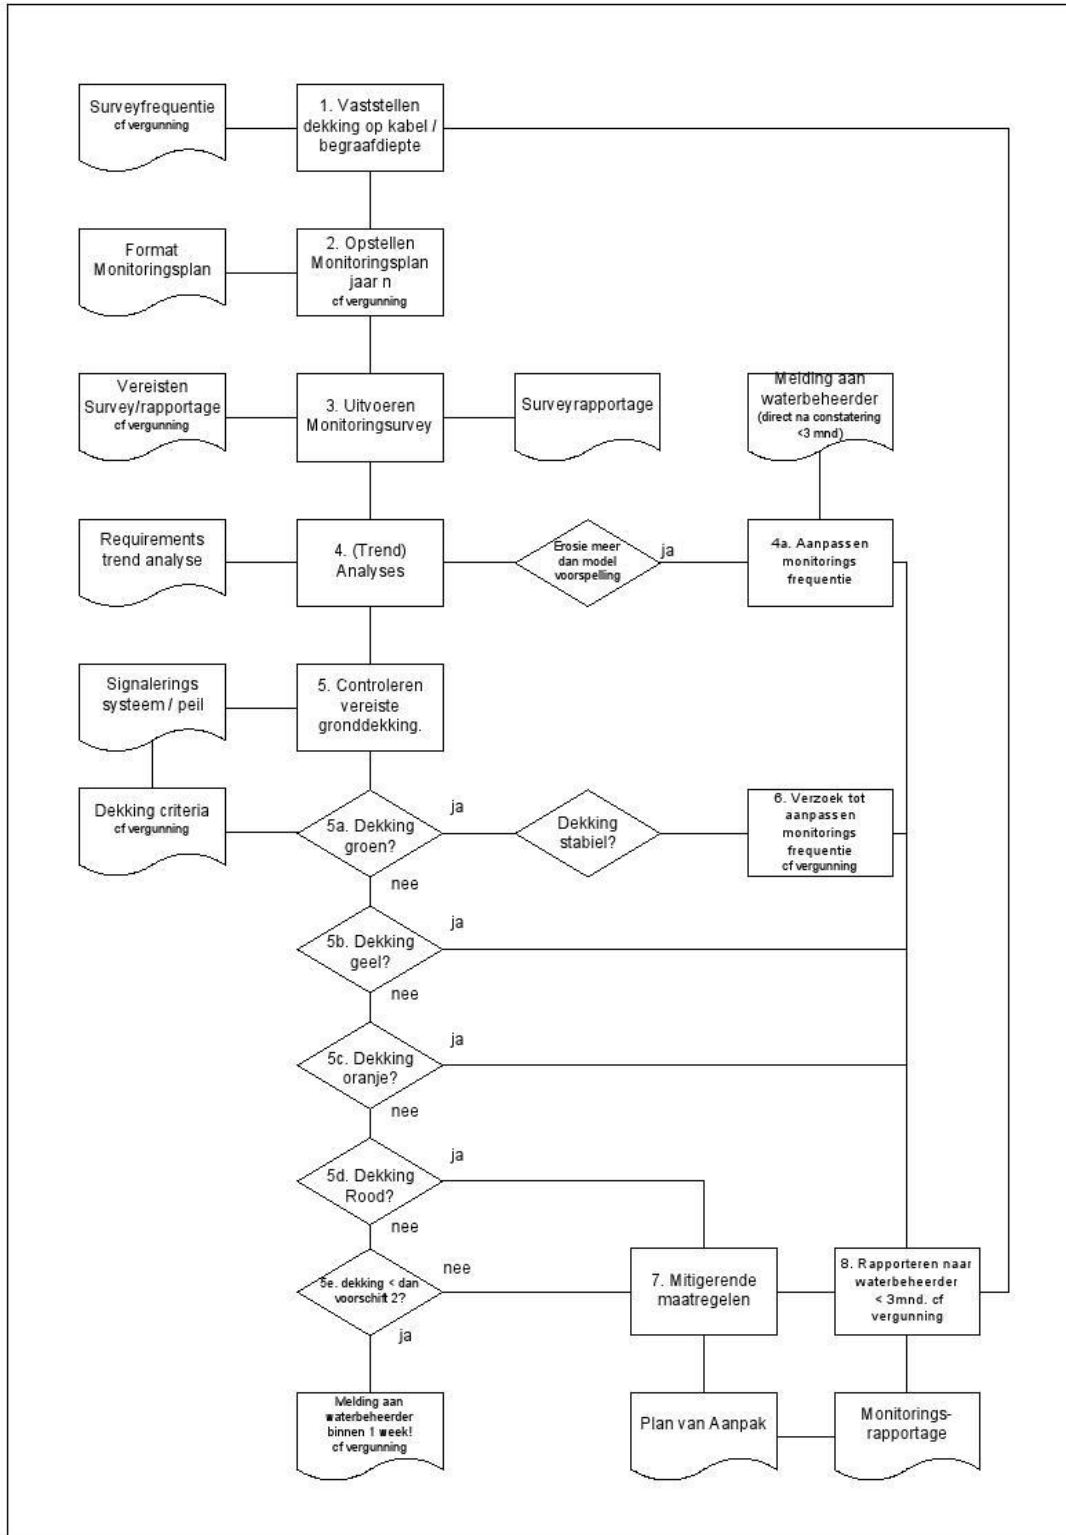 Surveyfrequentie
cf vergunning
1. Vaststellen
dekking op kabel /
begraafdiepte
Format
Monitoringsplan
2. Opstellen
Monitoringsplan
jaar n
cf vergunning
Vereisten
Survey/rapportage
cf vergunning
3. Uitvoeren
Monitoringsurvey
Surveyrapportage
Melding aan
waterbeheerder
(direct na constatering
<3 mnd)
Requirements
trend analyse
4. (Trend)
Analyses
Erosie meer
dan model
voorspelling
ja
4a. Aanpassen
monitorings
frequentie
Signalerings
systeem / peil
5. Controleren
vereiste
gronddekking.
Dekking criteria
cf vergunning
5a. Dekking
groen?
ja
Dekking
stabiel?
6. Verzoek tot
aanpassen
monitorings
frequentie
cf vergunning
nee
5b. Dekking
geel?
ja
nee
5c. Dekking
oranje?
ja
nee
5d. Dekking
Rood?
ja
nee
5e. dekking < dan
voorschift 2?
nee
7. Mitigerende
maatregelen
8. Rapporteren naar
waterbeheerder
< 3mnd. cf
vergunning
ja
Melding aan
waterbeheerder
binnen 1 week!
cf vergunning
Plan van Aanpak
Monitorings-
rapportage